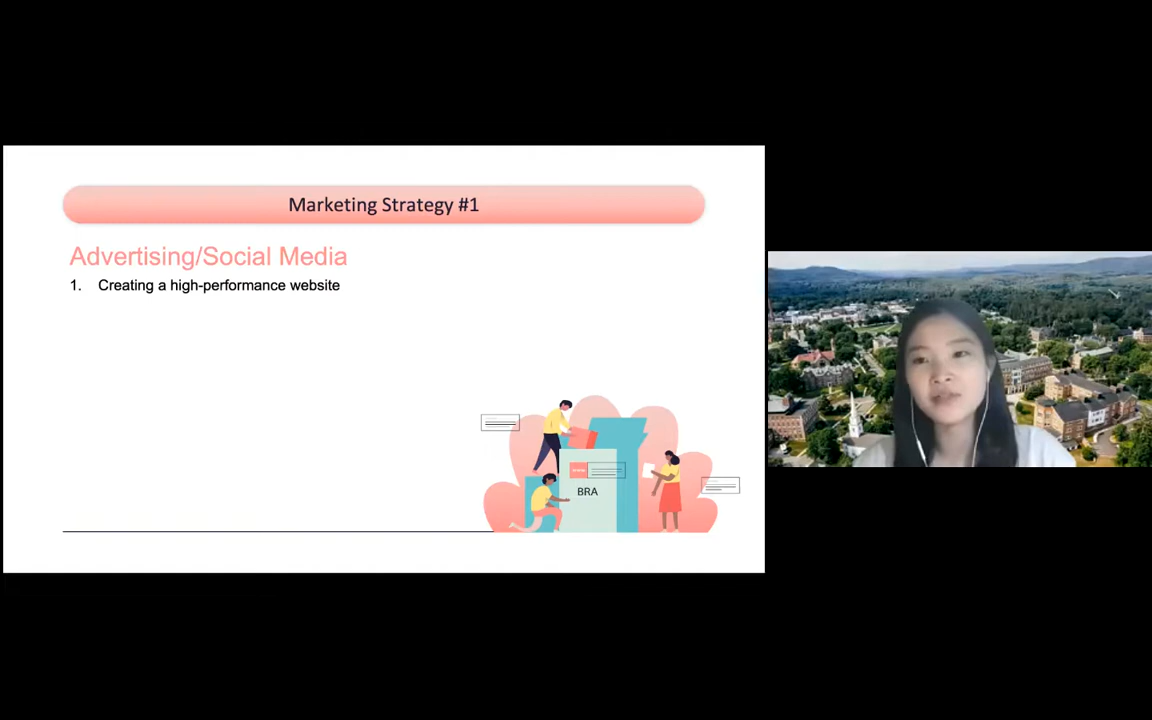 Marketing Strategy #1
Advertising/Social Media
1. Creating a high-performance website
BRA